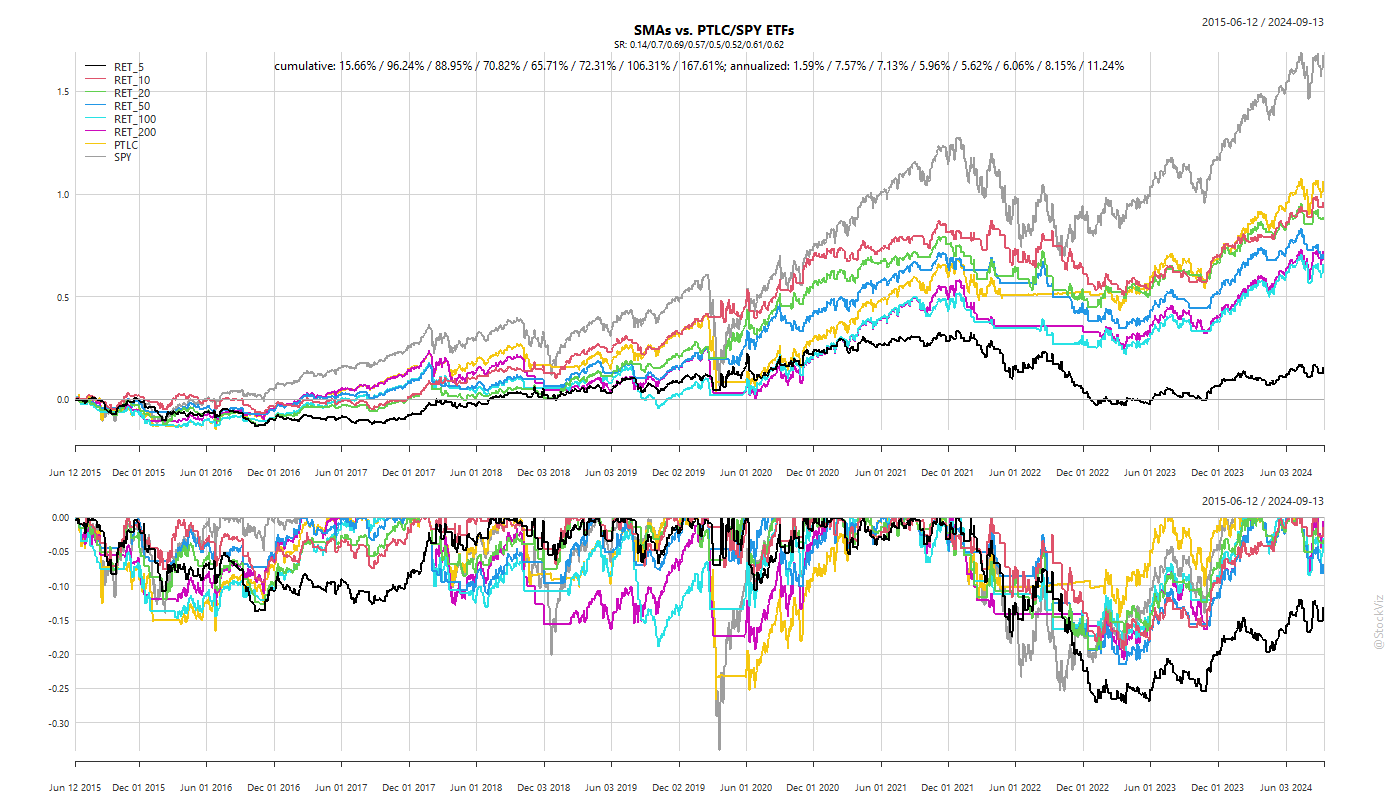 SMAs vs. PTLC/SPY ETFs
2015-06-12 / 2024-09-13
SR: 0.14/0.7/0.69/0.57/0.5/0.52/0.61/0.62
cumulative: 15.66% / 96.24% / 88.95% / 70.82% / 65.71% / 72.31% / 106.31% / 167.61%; annualized: 1.59% / 7.57% / 7.13% / 5.96% / 5.62% / 6.06% / 8.15% / 11.24%
RET_5
RET_10
RET_20
RET_50
RET_100
RET_200
PTLC
SPY
1.5
1.0
0.5
0.0
Jun 12 2015 Dec 01 2015 Jun 01 2016 Dec 01 2016 Jun 01 2017 Dec 01 2017 Jun 01 2018 Dec 03 2018 Jun 03 2019 Dec 02 2019 Jun 01 2020 Dec 01 2020 Jun 01 2021 Dec 01 2021 Jun 01 2022 Dec 01 2022 Jun 01 2023 Dec 01 2023 Jun 03 2024
2015-06-12 / 2024-09-13
0.00
-0.05
-0.10
-0.15
-0.20
-0.25
-0.30
Jun 12 2015 Dec 01 2015 Jun 01 2016 Dec 01 2016 Jun 01 2017 Dec 01 2017 Jun 01 2018 Dec 03 2018 Jun 03 2019 Dec 02 2019 Jun 01 2020 Dec 01 2020 Jun 01 2021 Dec 01 2021 Jun 01 2022 Dec 01 2022 Jun 01 2023 Dec 01 2023 Jun 03 2024
@StockViz